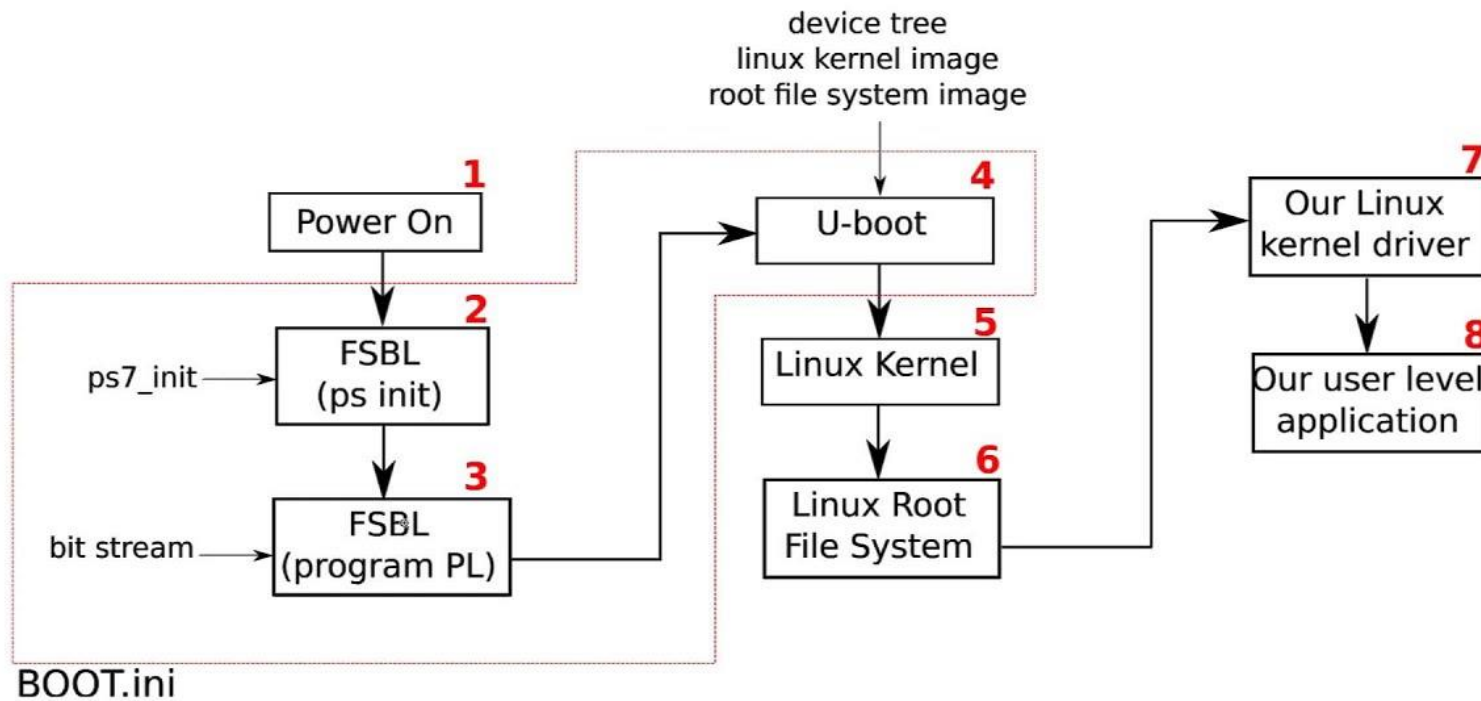 device tree
linux kernel image
root file system image
1
Power On
2
ps7_init
FSBL
(ps init)
3
bit stream
FSBL
(program PL)
4
U-boot
5
Linux Kernel
6
Linux Root
File System
7
Our Linux
kernel driver
8
Our user level
application
BOOT.ini